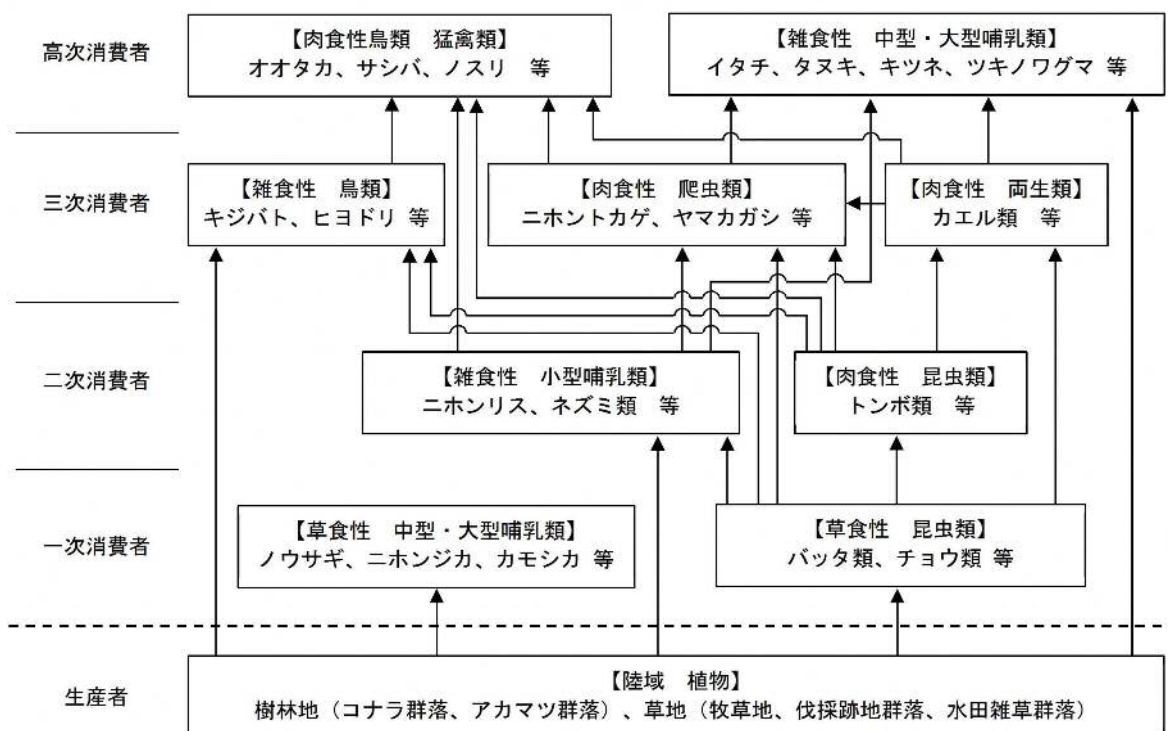 高次消費者
【肉食性鳥類　猛禽類】
オオタカ、サシバ、ノスリ　等
【雑食性　中型・大型哺乳類】
イタチ、タヌキ、キツネ、ツキノワグマ 等
三次消費者
【雑食性　鳥類】
キジバト、ヒヨドリ 等
【肉食性　爬虫類】
ニホントカゲ、ヤマカガシ 等
【肉食性　両生類】
カエル類　等
二次消費者
【雑食性　小型哺乳類】
ニホンリス、ネズミ類　等
【肉食性　昆虫類】
トンボ類　等
一次消費者
【草食性　中型・大型哺乳類】
ノウサギ、ニホンジカ、カモシカ 等
【草食性　昆虫類】
バッタ類、チョウ類 等
生産者
【陸域　植物】
樹林地（コナラ群落、アカマツ群落）、草地（牧草地、伐採跡地群落、水田雑草群落）